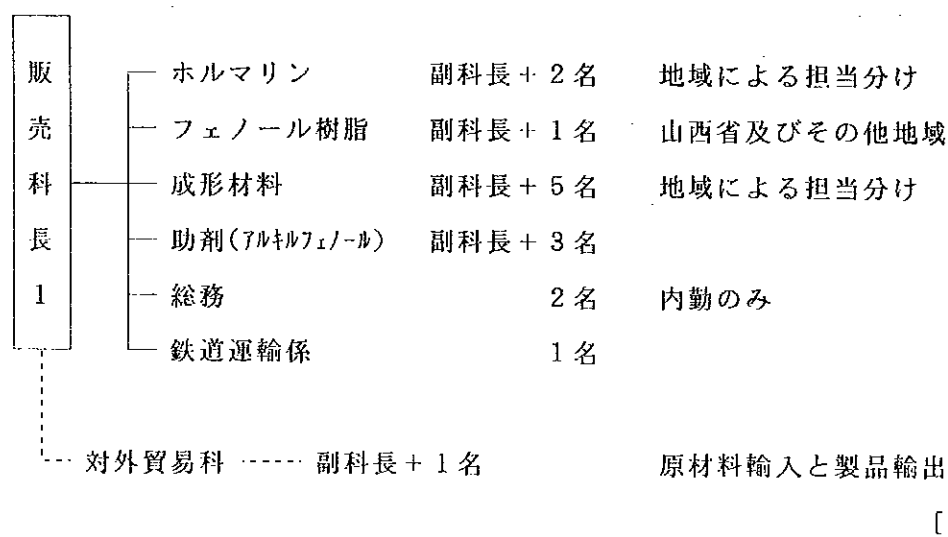 販売科長1
ホルマリン 副科長+2名 地域による担当分け
フェノール樹脂 副科長+1名 山西省及びその他地域
成形材料 副科長+5名 地域による担当分け
助剤(アルキルフェノール) 副科長+3名
総務 2名 内勤のみ
鉄道運輸係 1名
対外貿易科 副科長+1名 原材料輸入と製品輸出
[